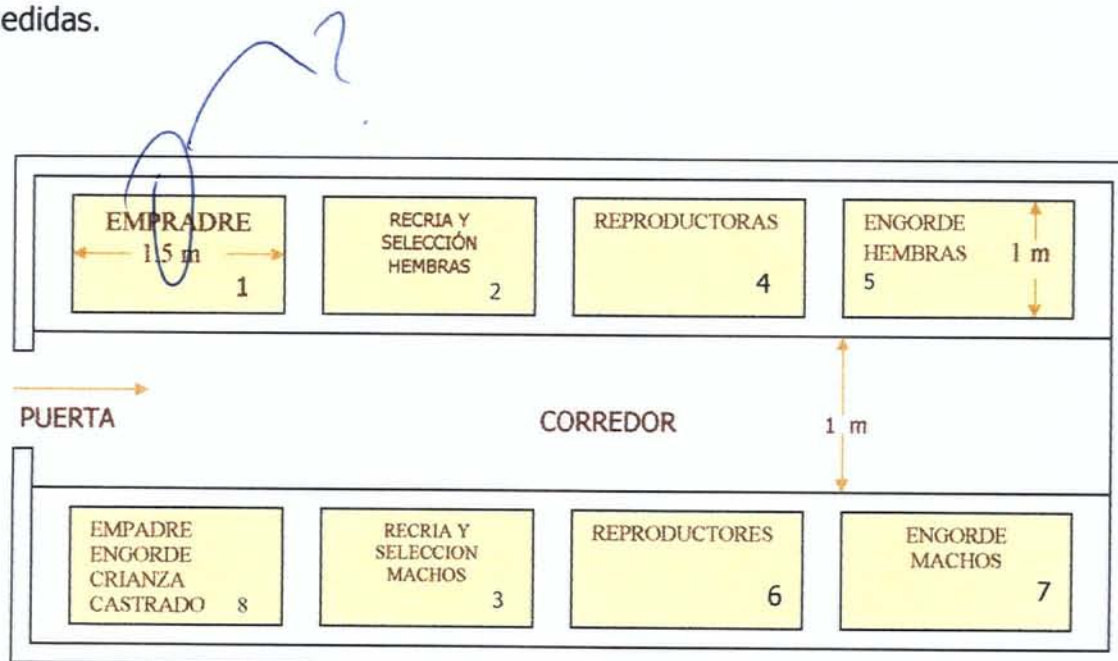 edidas.
?
EMPRADRE
1.5 m
1
RECRIA Y
SELECCIÓN
HEMBRAS
2
REPRODUCTORAS
4
ENGORDE
HEMBRAS
5
1 m
PUERTA
CORREDOR
1 m
EMPADRE
ENGORDE
CRIANZA
CASTRADO 8
RECRIA Y
SELECCION
MACHOS
3
REPRODUCTORES
6
ENGORDE
MACHOS
7